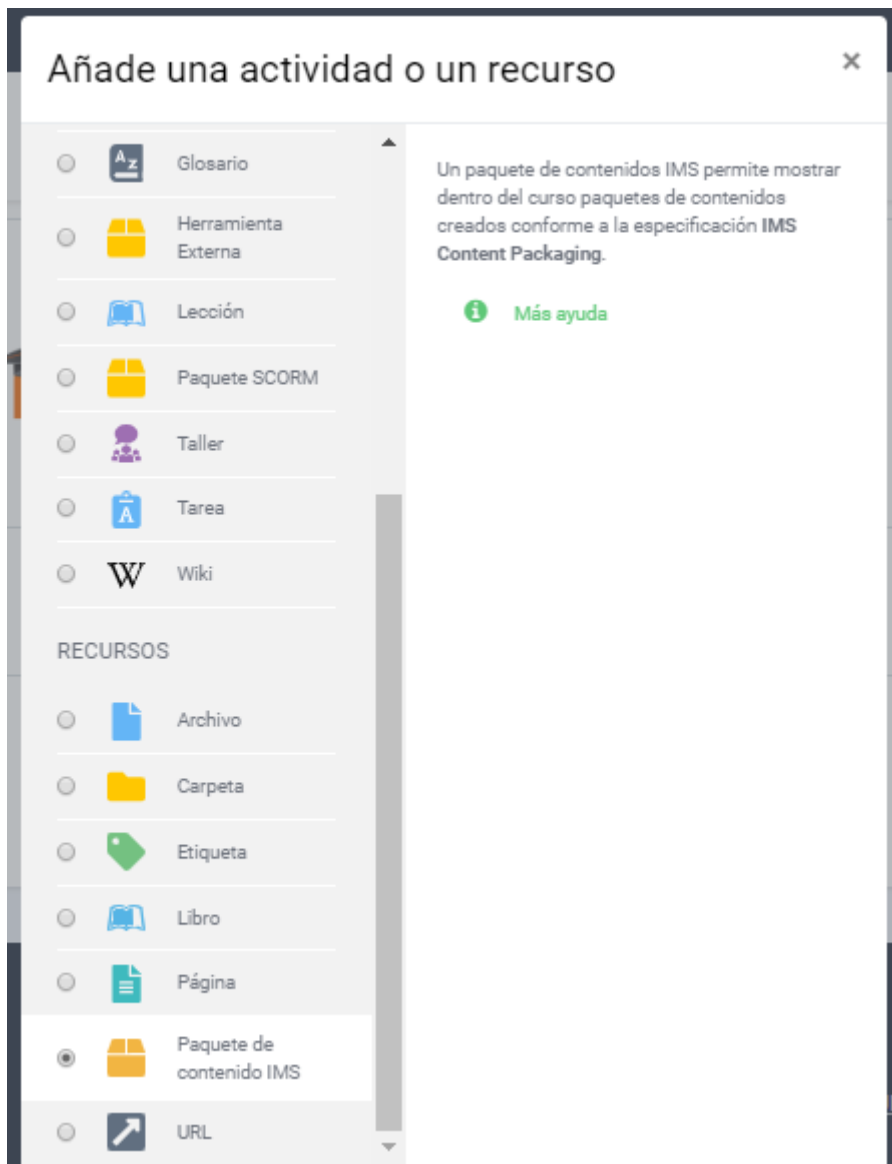 Añade una actividad o un recurso
×
Glosario
Herramienta
Externa
Lección
Paquete SCORM
Taller
Tarea
Wiki
RECURSOS
Archivo
Carpeta
Etiqueta
Libro
Página
Paquete de
contenido IMS
URL
Un paquete de contenidos IMS permite mostrar
dentro del curso paquetes de contenidos
creados conforme a la especificación IMS
Content Packaging.
Más ayuda